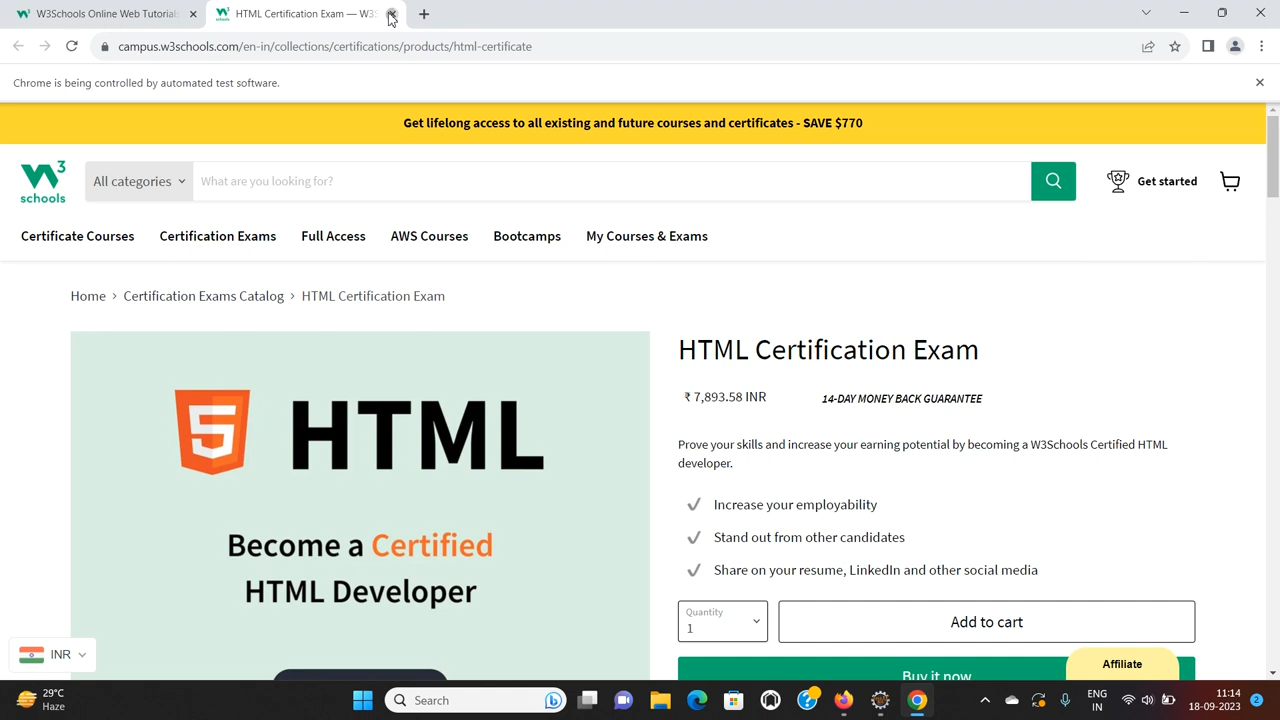 W3Schools Online Web Tutorial
HTML Certification Exam — W3S
campus.w3schools.com/en-in/collections/certifications/products/html-certificate
Chrome is being controlled by automated test software.
Get lifelong access to all existing and future courses and certificates - SAVE $770
W3 schools
All categories
What are you looking for?
Get started
Certificate Courses
Certification Exams
Full Access
AWS Courses
Bootcamps
My Courses & Exams
Home > Certification Exams Catalog > HTML Certification Exam
5 HTML
Become a Certified
HTML Developer
HTML Certification Exam
₹ 7,893.58 INR
14-DAY MONEY BACK GUARANTEE
Prove your skills and increase your earning potential by becoming a W3Schools Certified HTML
developer.
Increase your employability
Stand out from other candidates
Share on your resume, LinkedIn and other social media
Quantity
1
Add to cart
Buy it now
Affiliate
INR
29°C
Haze
Search
ENG
IN
11:14
18-09-2023
2